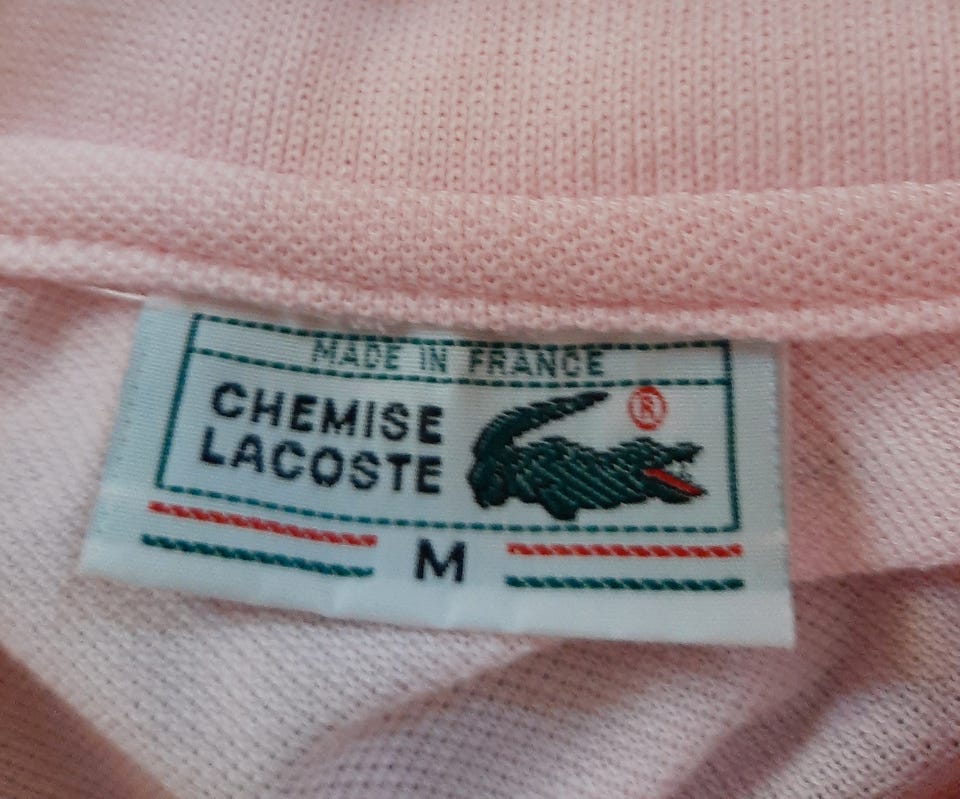 MADE IN FRANCE
CHEMISE
LACOSTE
®
M